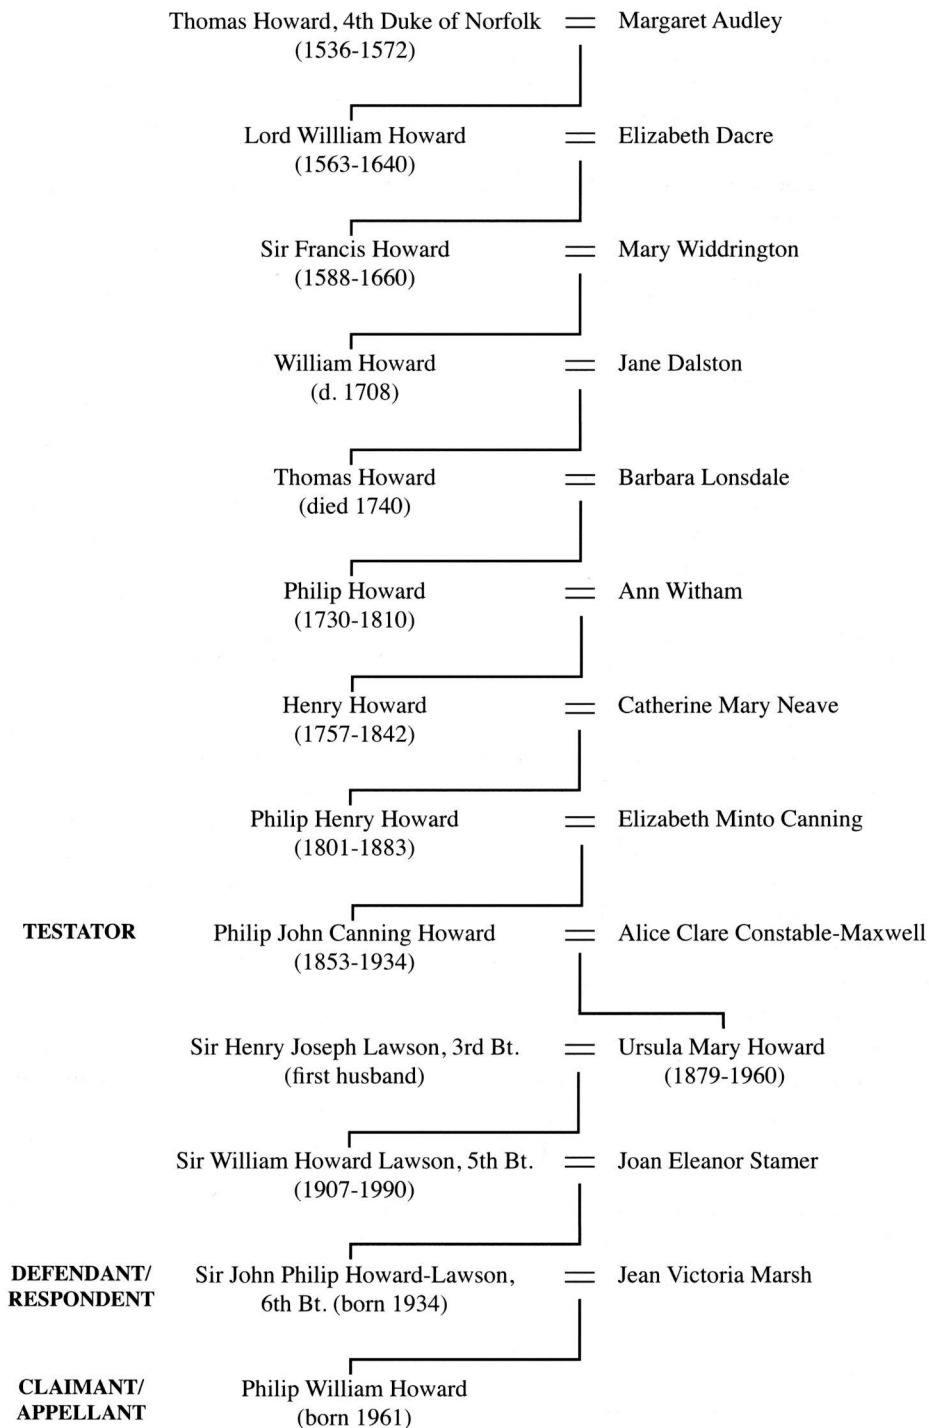 Thomas Howard, 4th Duke of Norfolk = Margaret Audley
(1536-1572)
Lord Willliam Howard = Elizabeth Dacre
(1563-1640)
Sir Francis Howard = Mary Widdrington
(1588-1660)
William Howard = Jane Dalston
(d. 1708)
Thomas Howard = Barbara Lonsdale
(died 1740)
Philip Howard = Ann Witham
(1730-1810)
Henry Howard = Catherine Mary Neave
(1757-1842)
Philip Henry Howard = Elizabeth Minto Canning
(1801-1883)
TESTATOR Philip John Canning Howard = Alice Clare Constable-Maxwell
(1853-1934)
Sir Henry Joseph Lawson, 3rd Bt. = Ursula Mary Howard
(first husband) (1879-1960)
Sir William Howard Lawson, 5th Bt. = Joan Eleanor Stamer
(1907-1990)
DEFENDANT/ Sir John Philip Howard-Lawson, = Jean Victoria Marsh
RESPONDENT 6th Bt. (born 1934)
CLAIMANT/ Philip William Howard
APPELLANT (born 1961)